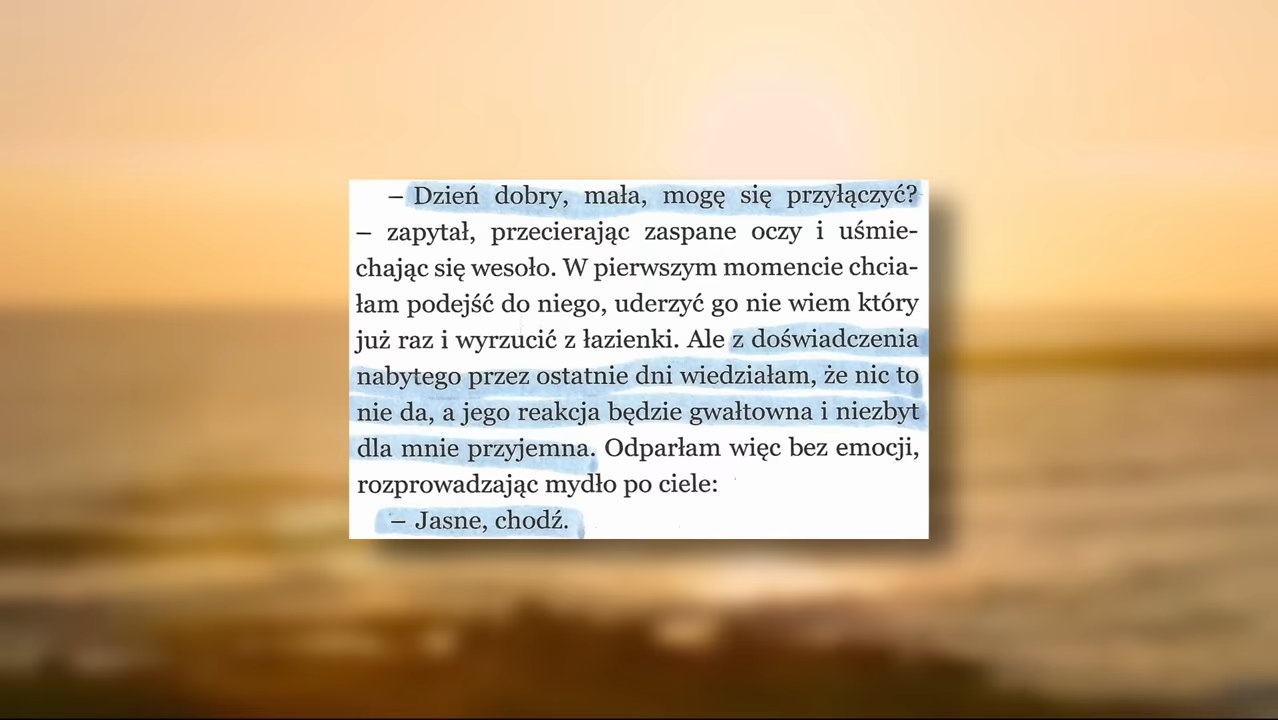 – Dzień dobry, mała, mogę się przyłączyć?
– zapytał, przecierając zaspane oczy i uśmie-
chając się wesoło. W pierwszym momencie chcia-
łam podejść do niego, uderzyć go nie wiem który
już raz i wyrzucić z łazienki. Ale z doświadczenia
nabytego przez ostatnie dni wiedziałam, że nic to
nie da, a jego reakcja będzie gwałtowna i niezbyt
dla mnie przyjemna. Odparłam więc bez emocji,
rozprowadzając mydło po ciele:
– Jasne, chodź.